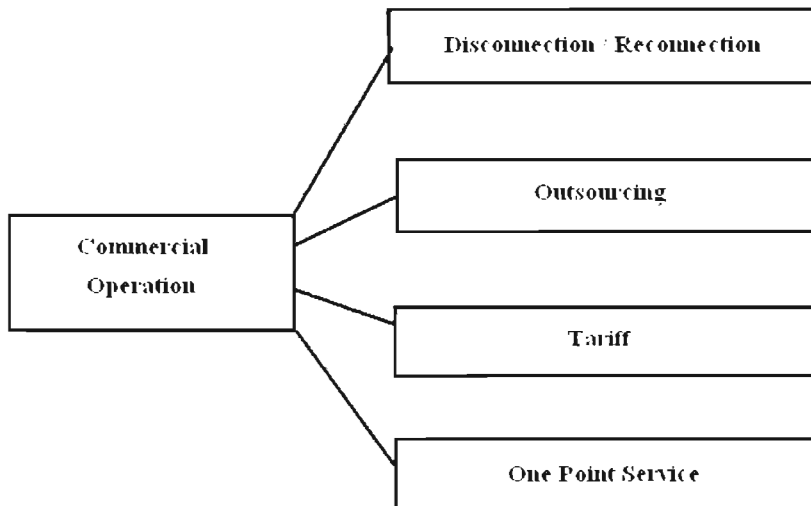 Disconnection / Reconnection
Outsourcing
Commercial
Operation
Tariff
One Point Service